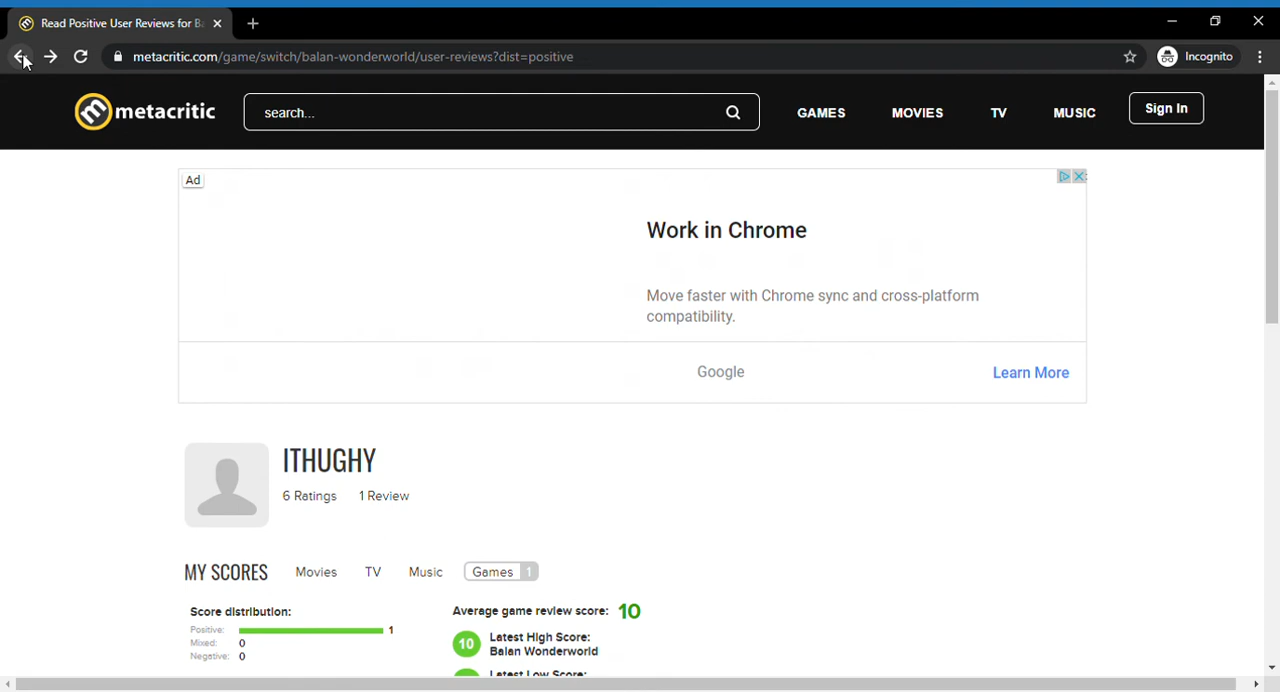 Read Positive User Reviews for Ba
metacritic.com/game/switch/balan-wonderworld/user-reviews?dist=positive
Incognito
metacritic
search...
GAMES
MOVIES
TV
MUSIC
Sign In
Ad
Work in Chrome
Move faster with Chrome sync and cross-platform
compatibility.
Google
Learn More
ITHUGHY
6 Ratings 1 Review
MY SCORES Movies TV Music Games 1
Score distribution:
Positive: 1
Mixed: 0
Negative: 0
Average game review score: 10
10 Latest High Score:
Balan Wonderworld
Latest Low Score: